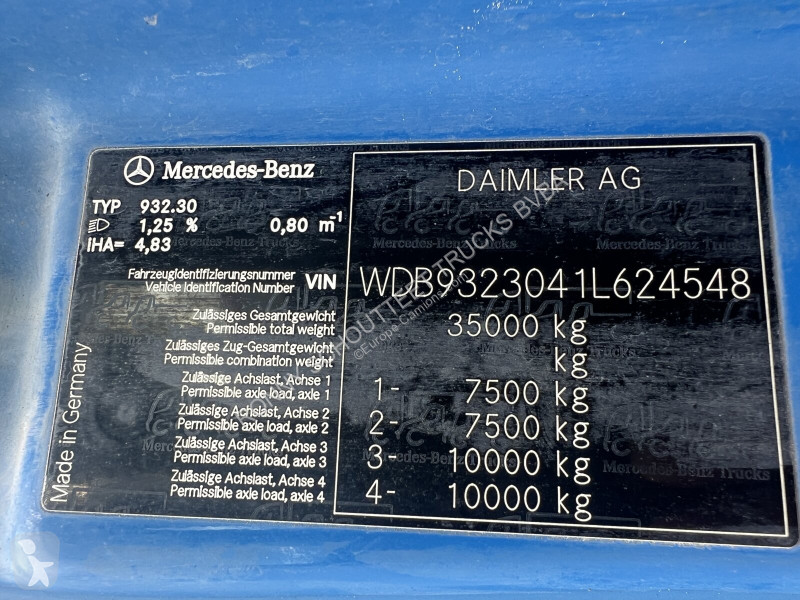 Mercedes-Benz
DAIMLER AG
TYP 932.30
1,25 % 0,80 m⁻¹
iHA= 4,83
Fahrzeugidentifizierungsnummer
Vehicle Identification Number VIN WDB9323041L624548
Zulässiges Gesamtgewicht
Permissible total weight 35000 kg
Zulässiges Zug-Gesamtgewicht
Permissible combination weight kg
Zulässige Achslast, Achse 1
Permissible axle load, axle 1 1- 7500 kg
Zulässige Achslast, Achse 2
Permissible axle load, axle 2 2- 7500 kg
Zulässige Achslast, Achse 3
Permissible axle load, axle 3 3- 10000 kg
Zulässige Achslast, Achse 4
Permissible axle load, axle 4 4- 10000 kg
Made in Germany
Mercedes-Benz Trucks